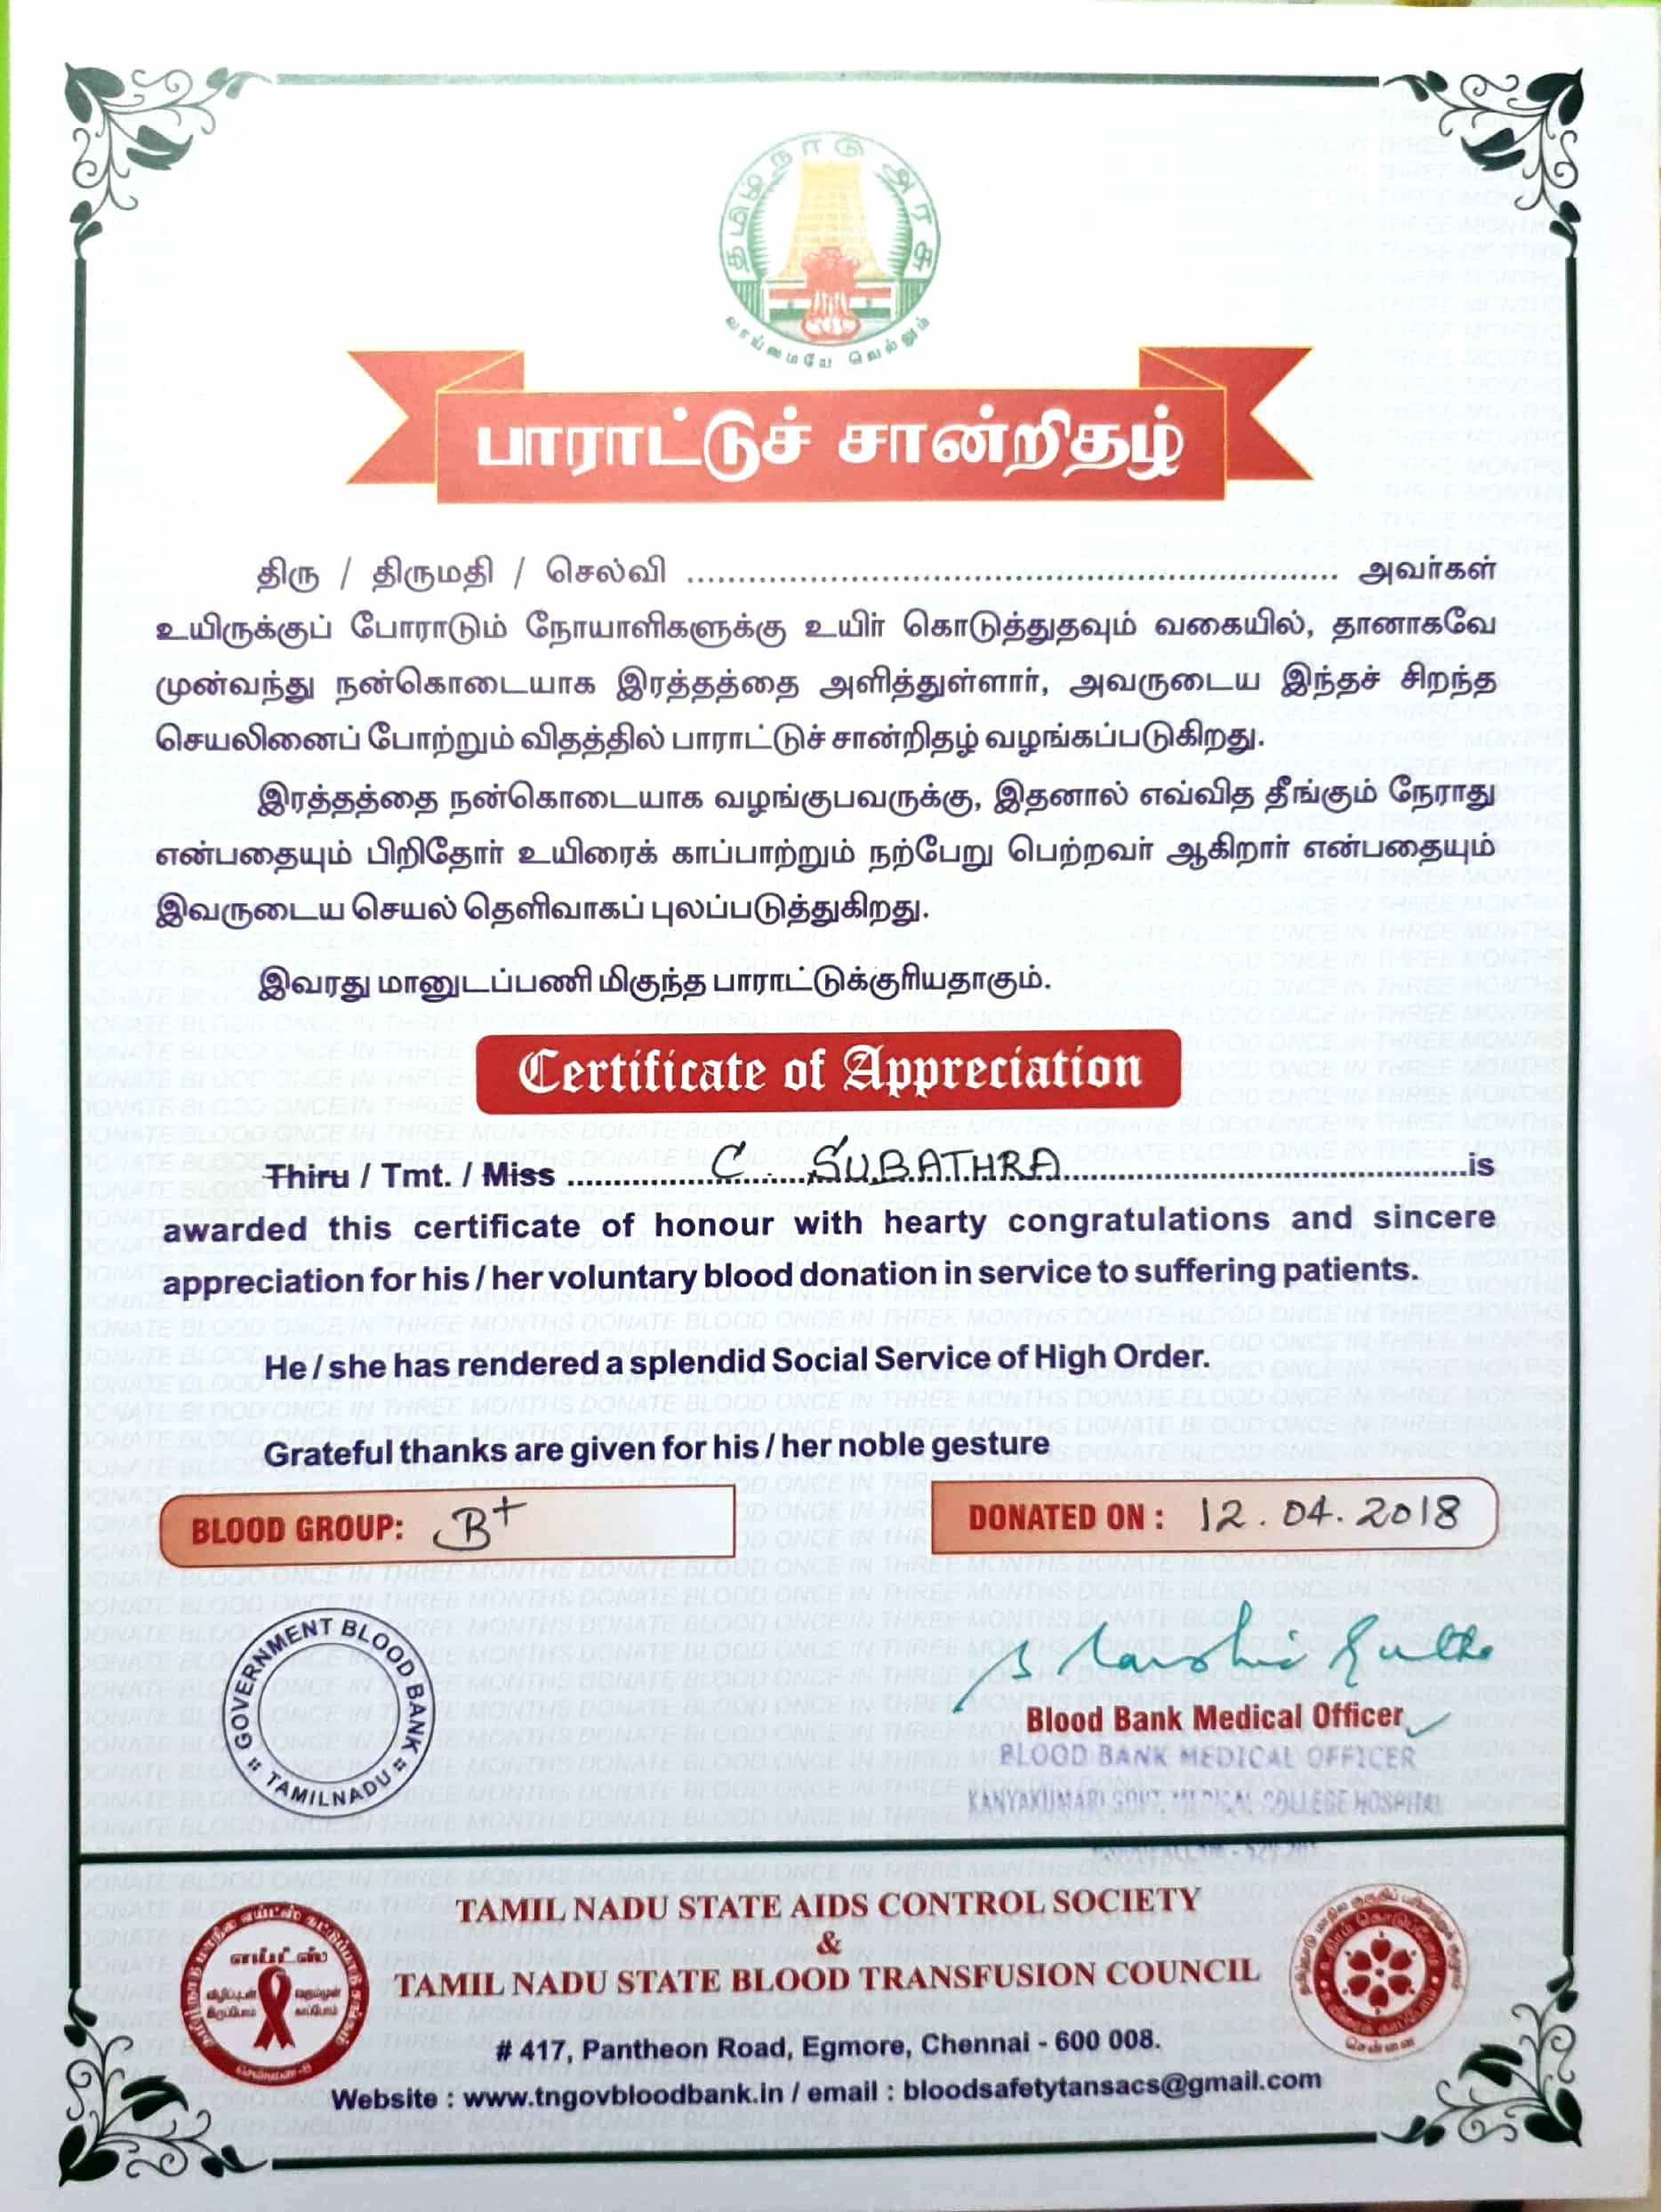 தமிழ்நாடு அரசு
வாய்மையே வெல்லும்
பாராட்டுச் சான்றிதழ்
திரு / திருமதி / செல்வி ........................................ அவர்கள்
உயிருக்குப் போராடும் நோயாளிகளுக்கு உயிர் கொடுத்துதவும் வகையில், தானாகவே
முன்வந்து நன்கொடையாக இரத்தத்தை அளித்துள்ளார், அவருடைய இந்தச் சிறந்த
செயலினைப் போற்றும் விதத்தில் பாராட்டுச் சான்றிதழ் வழங்கப்படுகிறது.
இரத்தத்தை நன்கொடையாக வழங்குபவருக்கு, இதனால் எவ்வித தீங்கும் நேராது
என்பதையும் பிறிதோர் உயிரைக் காப்பாற்றும் நற்பேறு பெற்றவர் ஆகிறார் என்பதையும்
இவருடைய செயல் தெளிவாகப் புலப்படுத்துகிறது.
இவரது மானுடப்பணி மிகுந்த பாராட்டுக்குரியதாகும்.
Certificate of Appreciation
Thiru / Tmt. / Miss ........ C. SUBATHRA ........ is
awarded this certificate of honour with hearty congratulations and sincere
appreciation for his / her voluntary blood donation in service to suffering patients.
He / she has rendered a splendid Social Service of High Order.
Grateful thanks are given for his / her noble gesture
BLOOD GROUP: B+ DONATED ON : 12.04.2018
GOVERNMENT BLOOD BANK
TAMILNADU
Blood Bank Medical Officer
BLOOD BANK MEDICAL OFFICER
KANYAKUMARI GOVT. MEDICAL COLLEGE HOSPITAL
TAMIL NADU STATE AIDS CONTROL SOCIETY
&
TAMIL NADU STATE BLOOD TRANSFUSION COUNCIL
# 417, Pantheon Road, Egmore, Chennai - 600 008.
Website : www.tngovbloodbank.in / email : bloodsafetytansacs@gmail.com
எய்ட்ஸ்
சென்னை